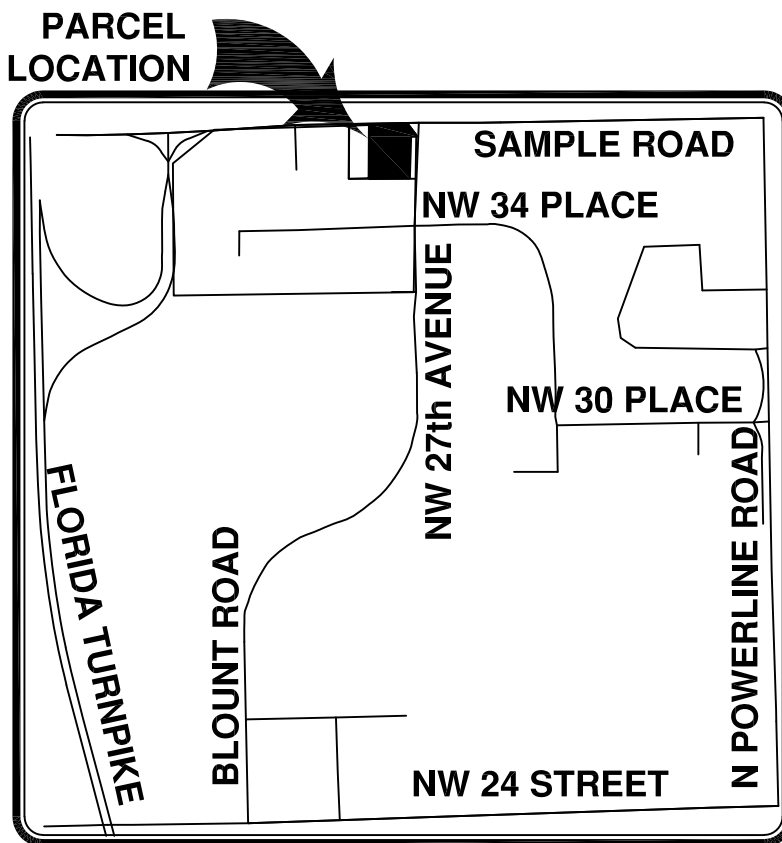 PARCEL
LOCATION
SAMPLE ROAD
NW 34 PLACE
NW 27th AVENUE
NW 30 PLACE
FLORIDA TURNPIKE
BLOUNT ROAD
N POWERLINE ROAD
NW 24 STREET